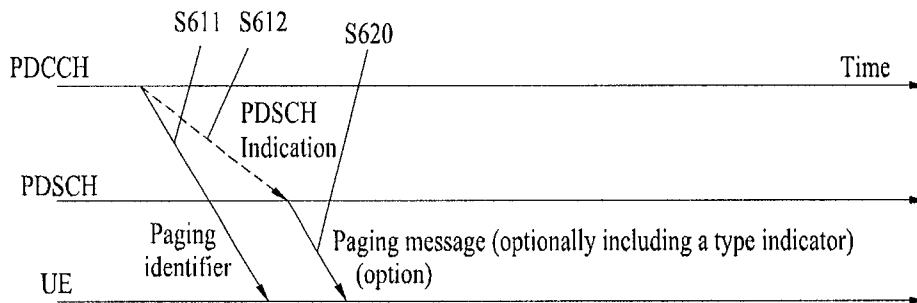 S611 S612 S620
PDCCH
Time
PDSCH
Indication
PDSCH
Paging
identifier
Paging message (optionally including a type indicator)
(option)
UE